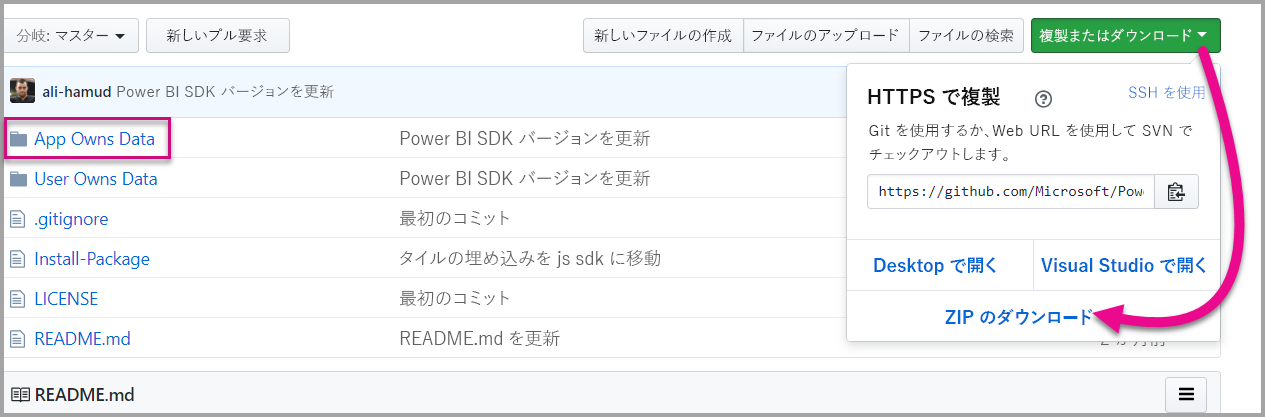 分岐: マスター
新しいプル要求
新しいファイルの作成
ファイルのアップロード
ファイルの検索
複製またはダウンロード
ali-hamud Power BI SDK バージョンを更新
App Owns Data
Power BI SDK バージョンを更新
User Owns Data
Power BI SDK バージョンを更新
.gitignore
最初のコミット
Install-Package
タイルの埋め込みを js sdk に移動
LICENSE
最初のコミット
README.md
README.md を更新
HTTPS で複製
SSH を使用
Git を使用するか、Web URL を使用して SVN で
チェックアウトします。
https://github.com/Microsoft/Pow
Desktop で開く
Visual Studio で開く
ZIP のダウンロード
README.md